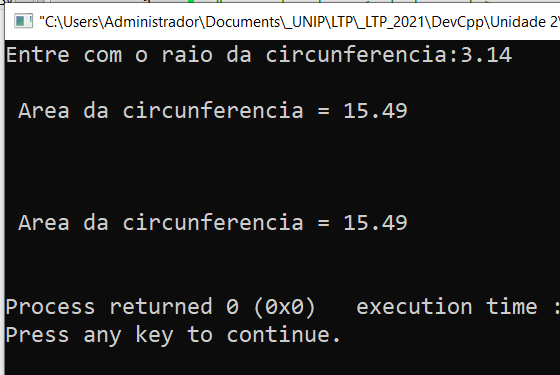 "C:\Users\Administrador\Documents\_UNIP\LTP\_LTP_2021\DevCpp\Unidade 2\
Entre com o raio da circunferencia:3.14
Area da circunferencia = 15.49
Area da circunferencia = 15.49
Process returned 0 (0x0)   execution time :
Press any key to continue.